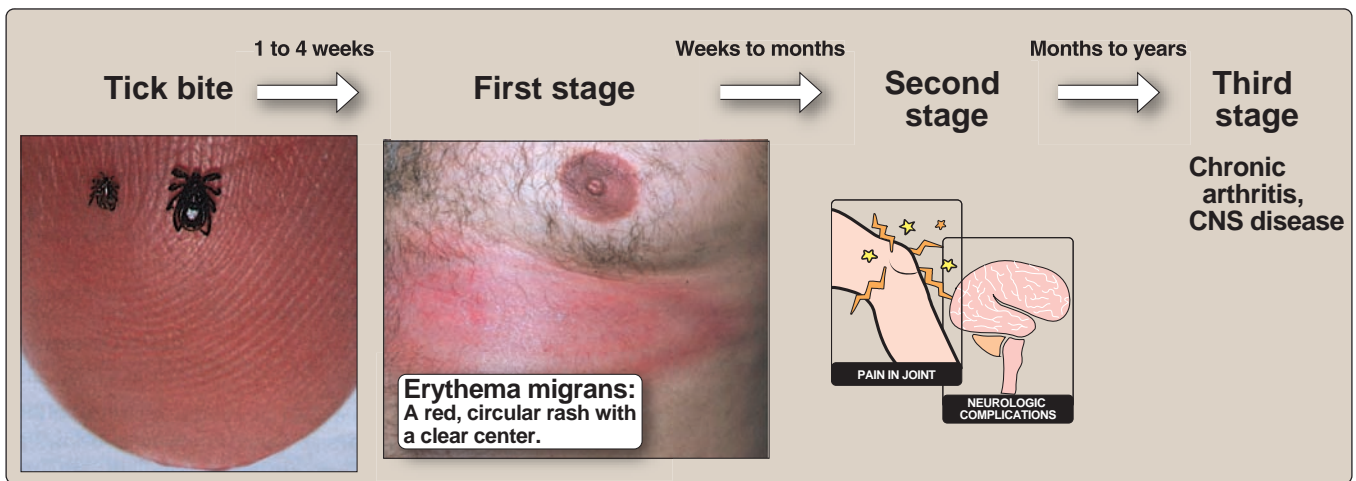 1 to 4 weeks
Weeks to months
Months to years
Tick bite
First stage
Second
stage
Third
stage
Chronic
arthritis,
CNS disease
PAIN IN JOINT
NEUROLOGIC
COMPLICATIONS
Erythema migrans:
A red, circular rash with
a clear center.